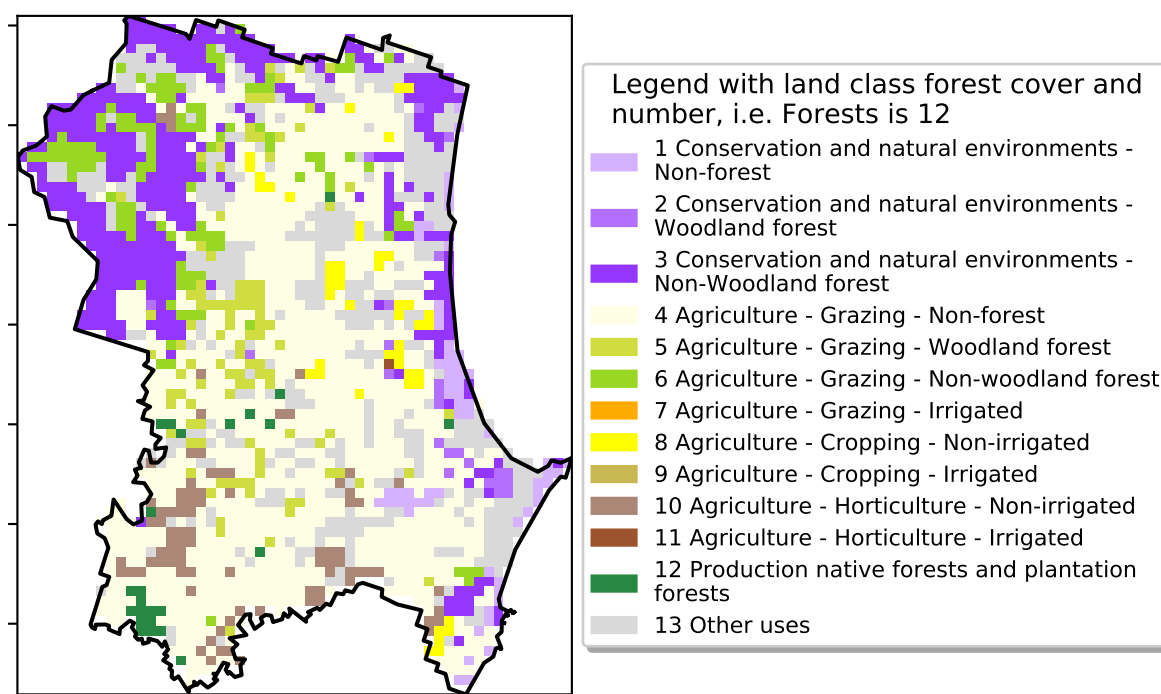 Legend with land class forest cover and
number, i.e. Forests is 12
1 Conservation and natural environments -
Non-forest
2 Conservation and natural environments -
Woodland forest
3 Conservation and natural environments -
Non-Woodland forest
4 Agriculture - Grazing - Non-forest
5 Agriculture - Grazing - Woodland forest
6 Agriculture - Grazing - Non-woodland forest
7 Agriculture - Grazing - Irrigated
8 Agriculture - Cropping - Non-irrigated
9 Agriculture - Cropping - Irrigated
10 Agriculture - Horticulture - Non-irrigated
11 Agriculture - Horticulture - Irrigated
12 Production native forests and plantation
forests
13 Other uses